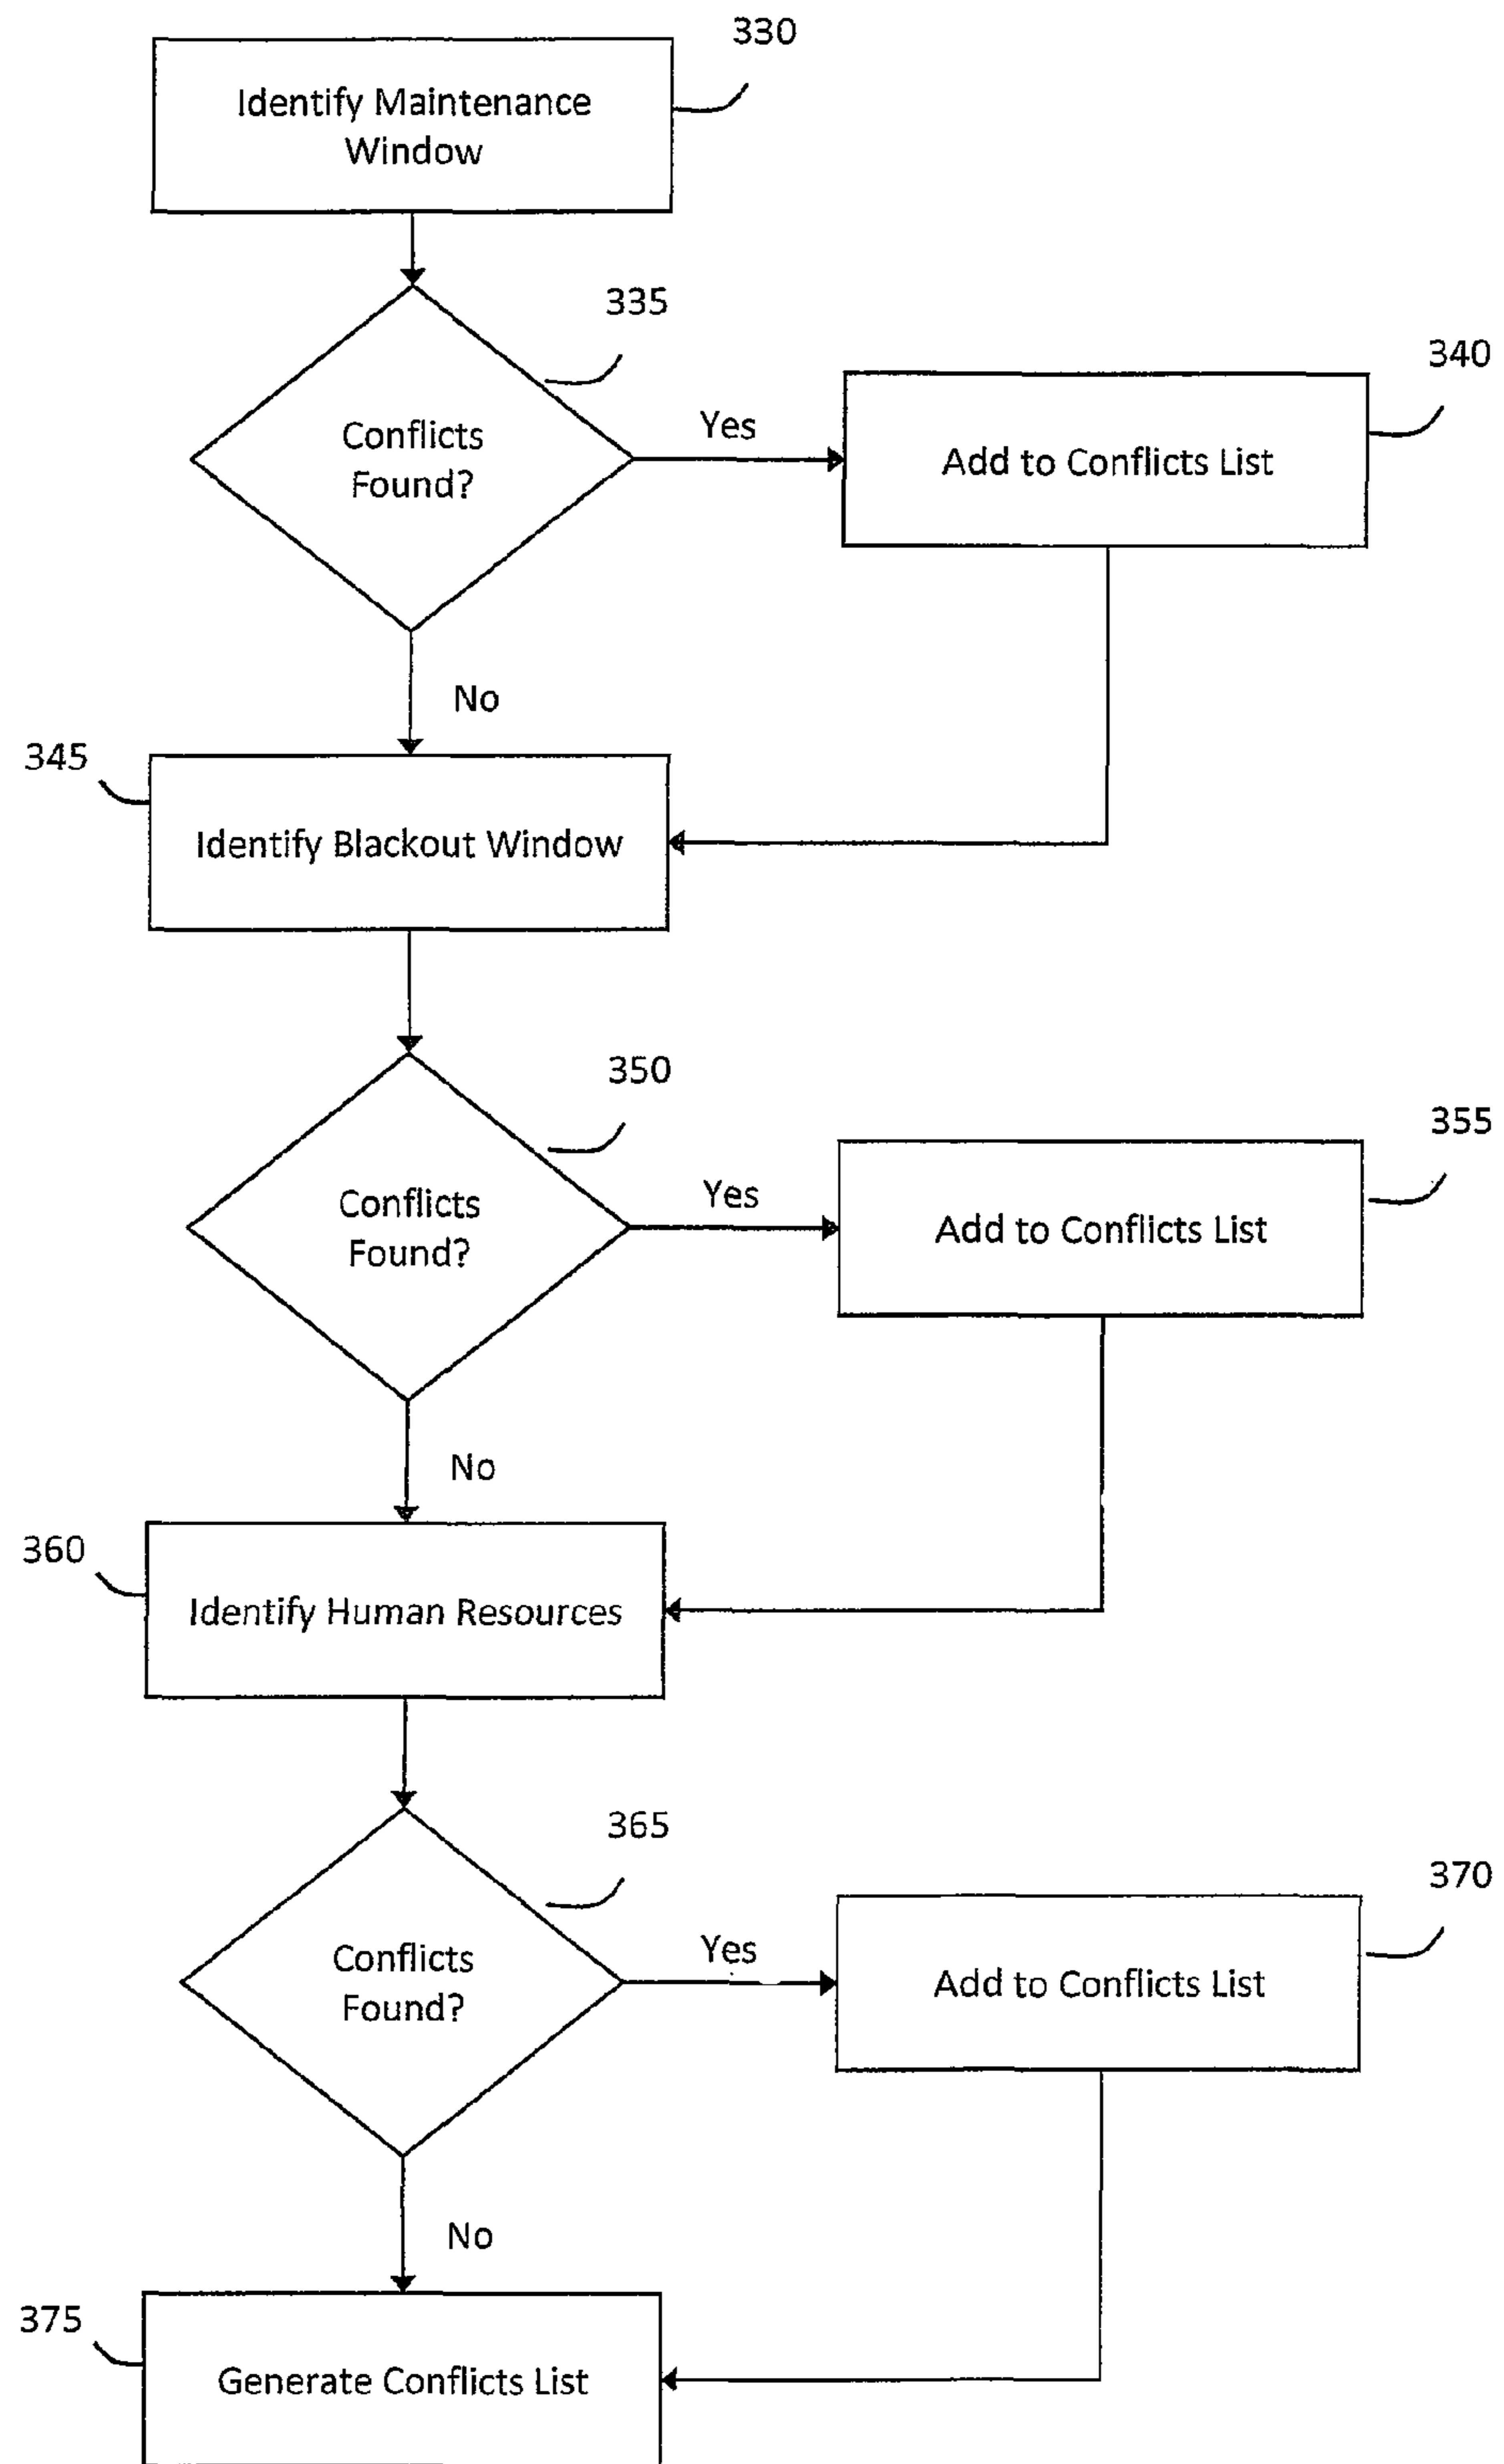 330
Identify Maintenance
Window
335
Conflicts
Found?
Yes
340
Add to Conflicts List
No
345
Identify Blackout Window
350
Conflicts
Found?
Yes
355
Add to Conflicts List
No
360
Identify Human Resources
365
Conflicts
Found?
Yes
370
Add to Conflicts List
No
375
Generate Conflicts List